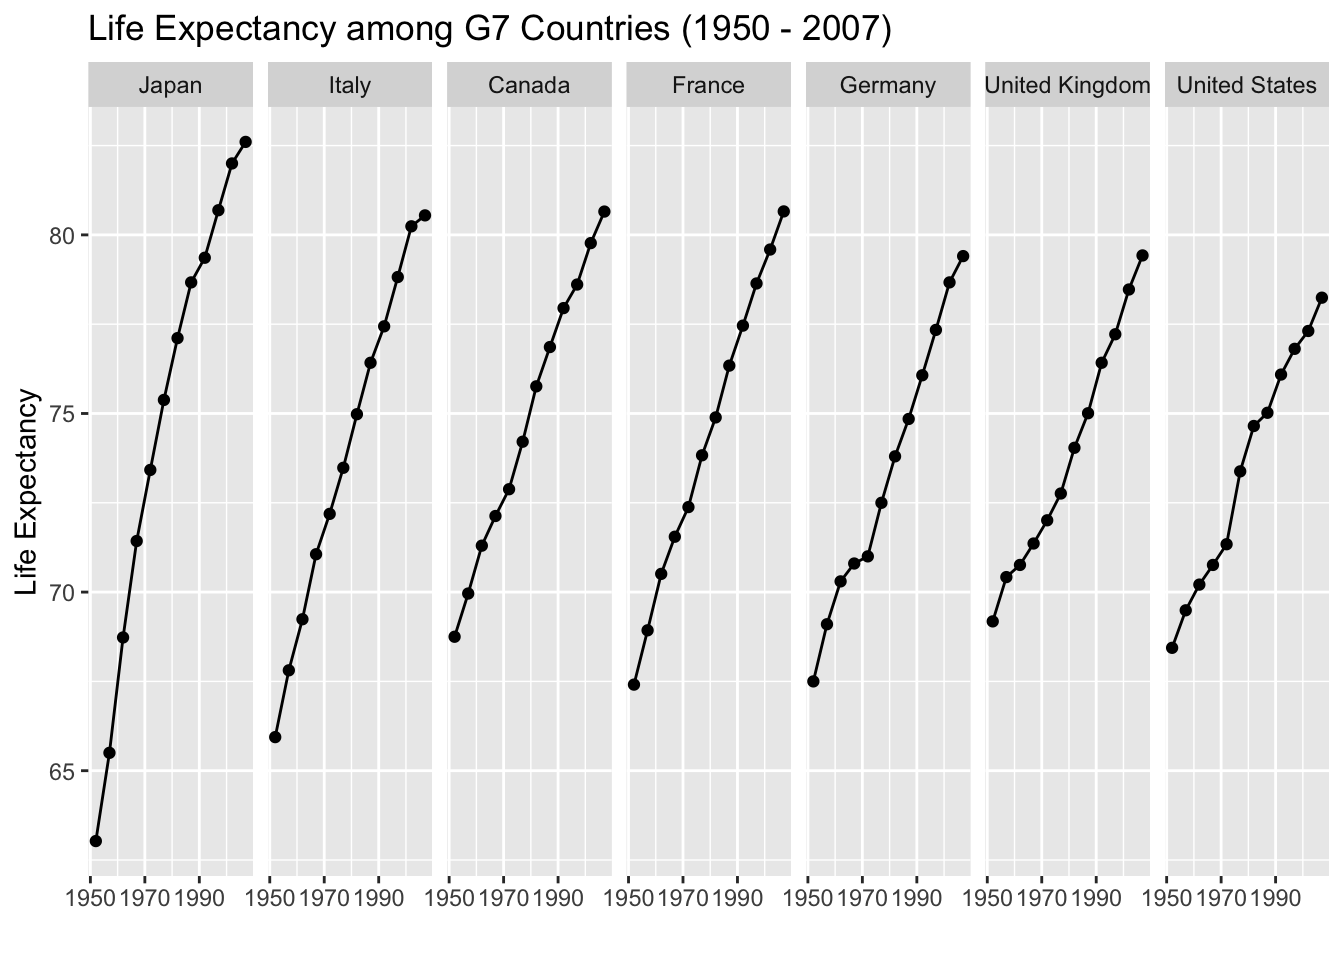 Life Expectancy among G7 Countries (1950 - 2007)
Japan Italy Canada France Germany United Kingdom United States
Life Expectancy
80
75
70
65
1950 1970 1990 1950 1970 1990 1950 1970 1990 1950 1970 1990 1950 1970 1990 1950 1970 1990 1950 1970 1990